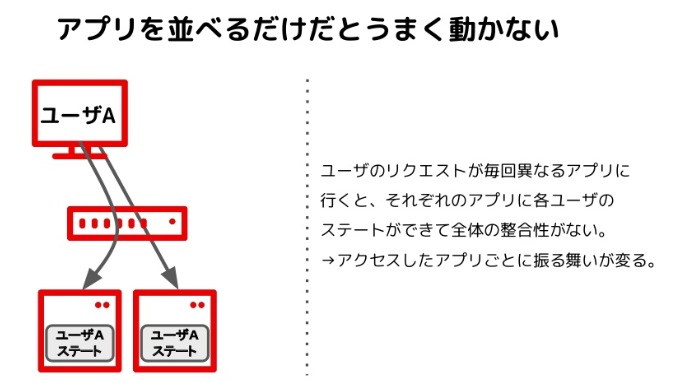 アプリを並べるだけだとうまく動かない
ユーザA
ユーザのリクエストが毎回異なるアプリに
行くと、それぞれのアプリに各ユーザの
ステートができて全体の整合性がない。
→アクセスしたアプリごとに振る舞いが変る。
ユーザA
ステート
ユーザA
ステート